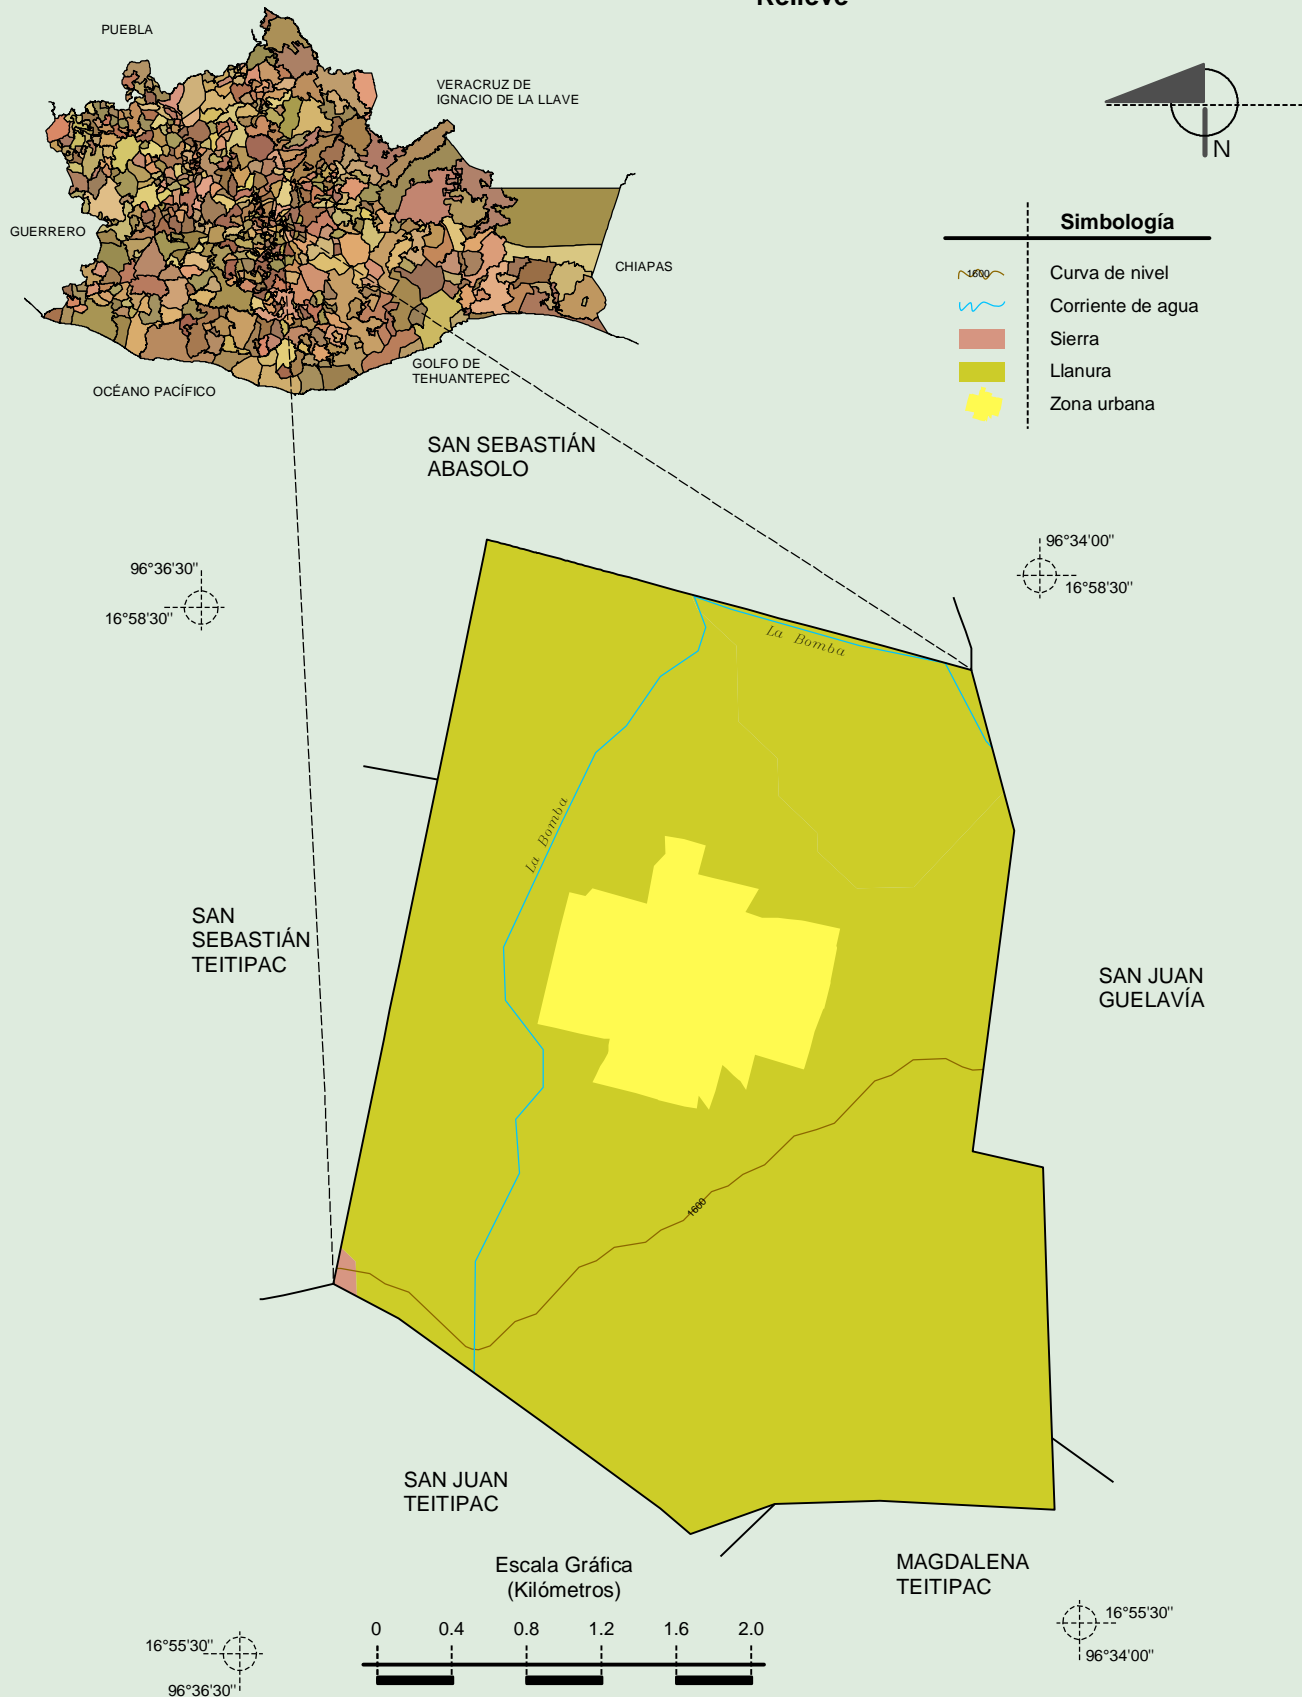 Relieve
PUEBLA
VERACRUZ DE
IGNACIO DE LA LLAVE
GUERRERO
CHIAPAS
GOLFO DE
TEHUANTEPEC
OCÉANO PACÍFICO
N
Simbología
1600
Curva de nivel
Corriente de agua
Sierra
Llanura
Zona urbana
SAN SEBASTIÁN
ABASOLO
96°36'30"
16°58'30"
96°34'00"
16°58'30"
La Bomba
La Bomba
SAN
SEBASTIÁN
TEITIPAC
SAN JUAN
GUELAVÍA
1600
SAN JUAN
TEITIPAC
MAGDALENA
TEITIPAC
Escala Gráfica
(Kilómetros)
0 0.4 0.8 1.2 1.6 2.0
16°55'30"
96°36'30"
16°55'30"
96°34'00"